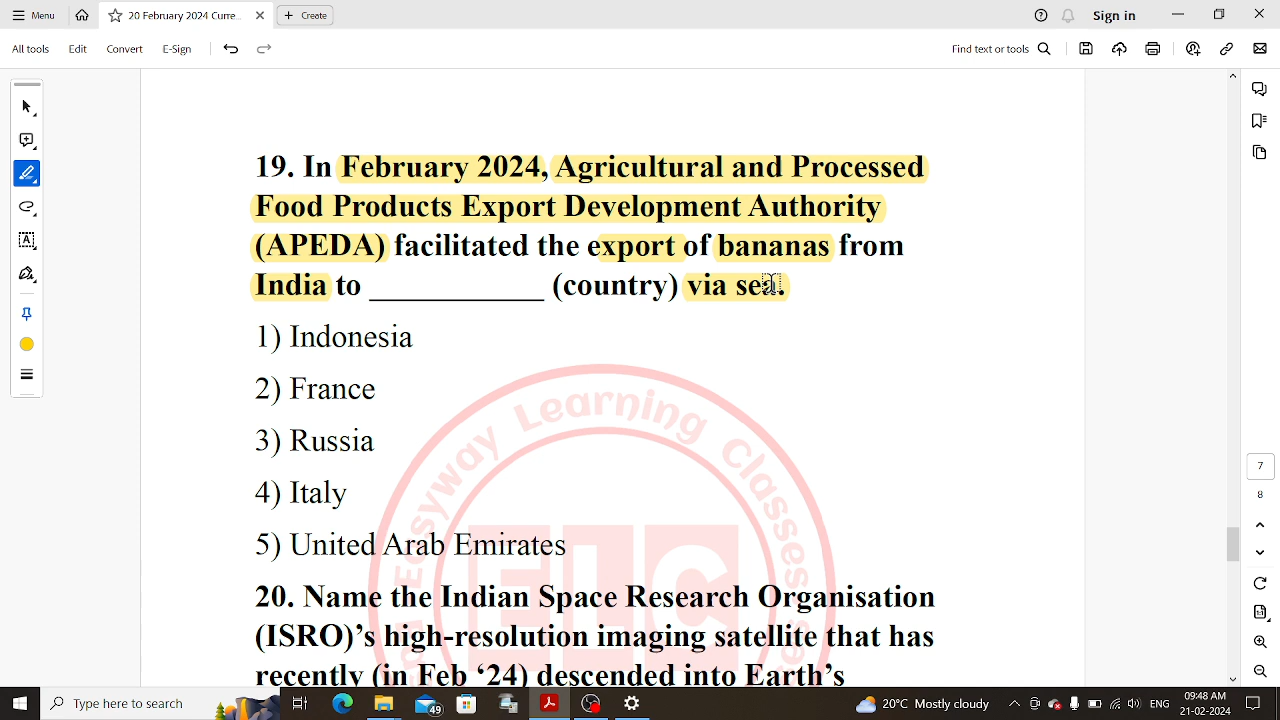 Menu
20 February 2024 Curre...
Create
Sign in
All tools
Edit
Convert
E-Sign
Find text or tools
19. In February 2024, Agricultural and Processed
Food Products Export Development Authority
(APEDA) facilitated the export of bananas from
India to ____________ (country) via sea.
1) Indonesia
2) France
3) Russia
4) Italy
5) United Arab Emirates
20. Name the Indian Space Research Organisation
(ISRO)’s high-resolution imaging satellite that has
recently (in Feb ‘24) descended into Earth’s
Easyway Learning Classes
ELC
7
8
Type here to search
49
20°C Mostly cloudy
ENG
09:48 AM
21-02-2024